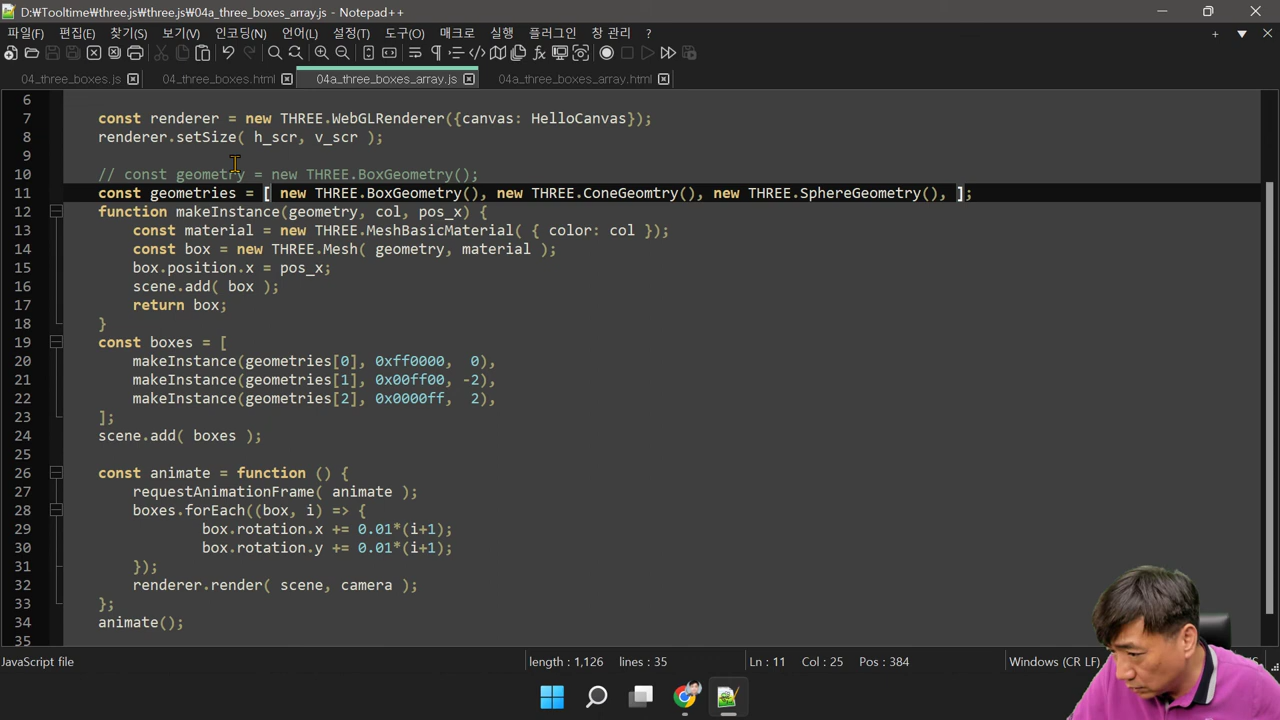 D:₩Tooltime₩three.js₩three.js₩04a_three_boxes_array.js - Notepad++
파일(F) 편집(E) 찾기(S) 보기(V) 인코딩(N) 언어(L) 설정(T) 도구(O) 매크로 실행 플러그인 창 관리 ?
04_three_boxes.js 04_three_boxes.html 04a_three_boxes_array.js 04a_three_boxes_array.html
6
7 const renderer = new THREE.WebGLRenderer({canvas: HelloCanvas});
8 renderer.setSize( h_scr, v_scr );
9
10 // const geometry = new THREE.BoxGeometry();
11 const geometries = [ new THREE.BoxGeometry(), new THREE.ConeGeomtry(), new THREE.SphereGeometry(), ];
12 function makeInstance(geometry, col, pos_x) {
13 const material = new THREE.MeshBasicMaterial( { color: col });
14 const box = new THREE.Mesh( geometry, material );
15 box.position.x = pos_x;
16 scene.add( box );
17 return box;
18 }
19 const boxes = [
20 makeInstance(geometries[0], 0xff0000, 0),
21 makeInstance(geometries[1], 0x00ff00, -2),
22 makeInstance(geometries[2], 0x0000ff, 2),
23 ];
24 scene.add( boxes );
25
26 const animate = function () {
27 requestAnimationFrame( animate );
28 boxes.forEach((box, i) => {
29 box.rotation.x += 0.01*(i+1);
30 box.rotation.y += 0.01*(i+1);
31 });
32 renderer.render( scene, camera );
33 };
34 animate();
35
JavaScript file length : 1,126 lines : 35 Ln : 11 Col : 25 Pos : 384 Windows (CR LF)